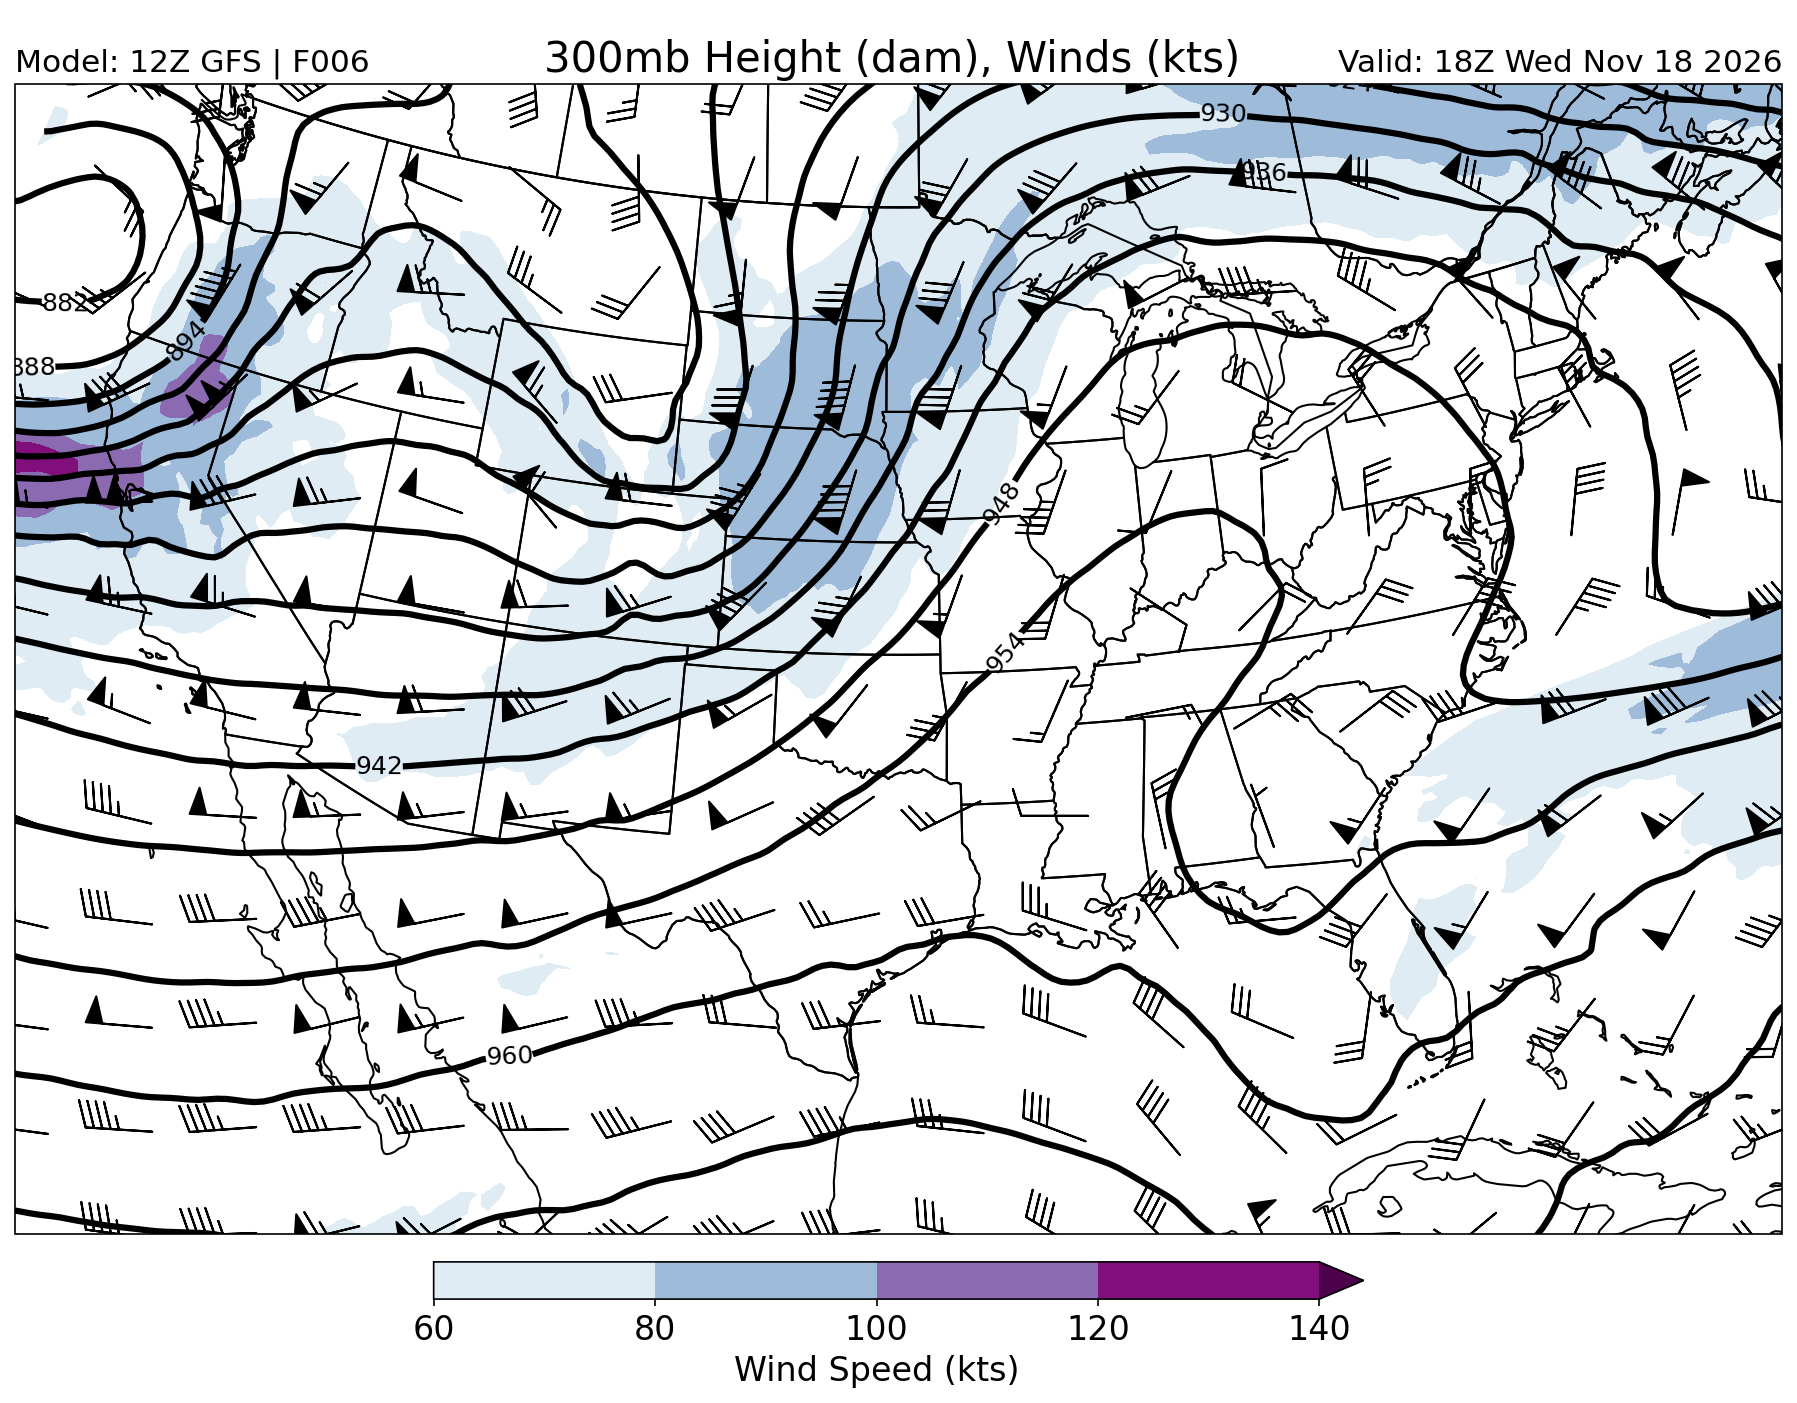 Model: 12Z GFS | F006
300mb Height (dam), Winds (kts)
Valid: 18Z Wed Nov 18 2026
930
936
882
894
888
948
954
942
960
60 80 100 120 140
Wind Speed (kts)